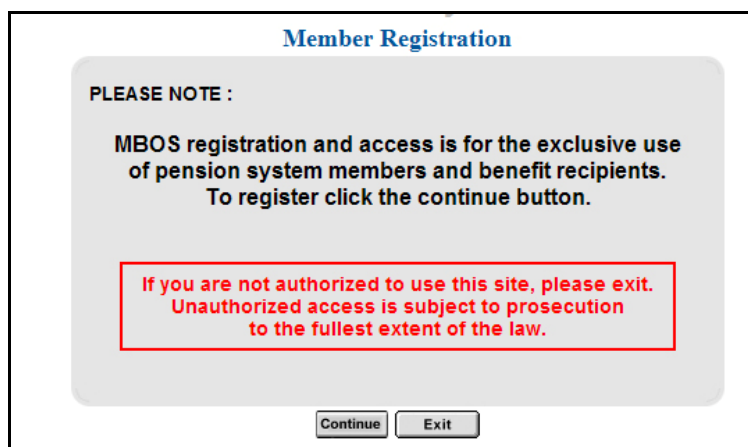 Member Registration
PLEASE NOTE :
MBOS registration and access is for the exclusive use
of pension system members and benefit recipients.
To register click the continue button.
If you are not authorized to use this site, please exit.
Unauthorized access is subject to prosecution
to the fullest extent of the law.
Continue Exit